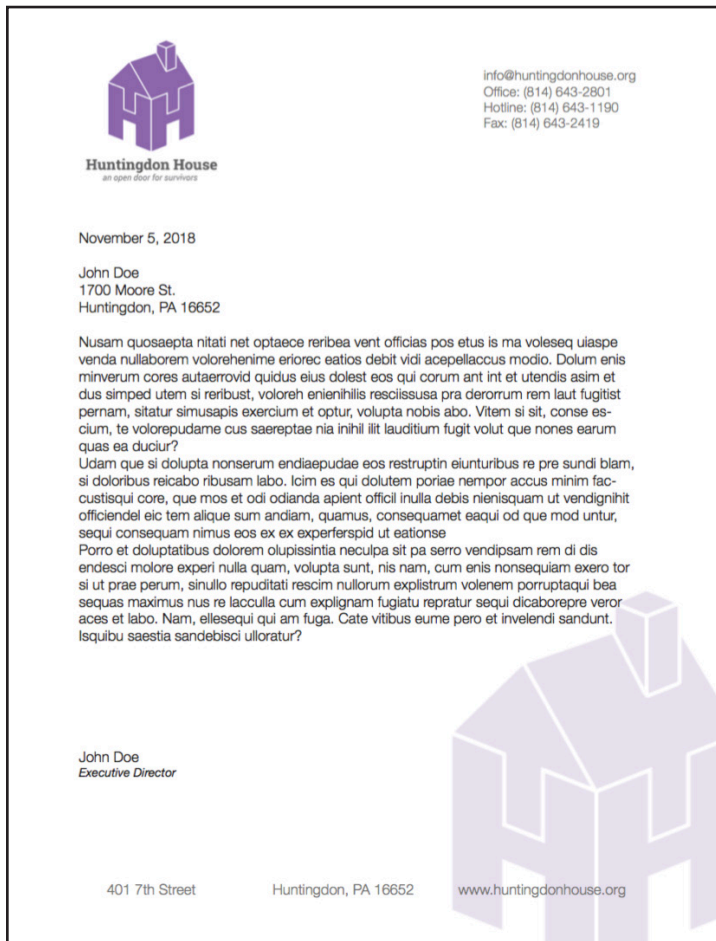 Huntingdon House
an open door for survivors
info@huntingdonhouse.org
Office: (814) 643-2801
Hotline: (814) 643-1190
Fax: (814) 643-2419
November 5, 2018
John Doe
1700 Moore St.
Huntingdon, PA 16652
Nusam quosaepta nitati net optaece reribea vent officias pos etus is ma voleseq uiaspe
venda nullaborem volorehenime eriorec eatios debit vidi acepellaccus modio. Dolum enis
minverum cores autaerrovid quidus eius dolest eos qui corum ant int et utendis asim et
dus simped utem si reribust, voloreh enienihilis resciissusa pra derorrum rem laut fugitist
pernam, sitatur simusapis exercium et optur, volupta nobis abo. Vitem si sit, conse es-
cium, te volorepudame cus saereptae nia inihil ilit lauditium fugit volut que nones earum
quas ea duciur?
Udam que si dolupta nonserum endiaepudae eos restruptin eiunturibus re pre sundi blam,
si doloribus reicabo ribusam labo. Icim es qui dolutem poriae nempor accus minim fac-
custisqui core, que mos et odi odianda apient officil inulla debis nienisquam ut vendignihit
officiendel eic tem alique sum andiam, quamus, consequamet eaqui od que mod untur,
sequi consequam nimus eos ex ex experferspid ut eationse
Porro et doluptatibus dolorem olupissintia neculpa sit pa serro vendipsam rem di dis
endesci molore experi nulla quam, volupta sunt, nis nam, cum enis nonsequiam exero tor
si ut prae perum, sinullo repuditati rescim nullorum explistrum volenem porruptaqui bea
sequas maximus nus re lacculla cum explignam fugiatu repratur sequi dicaborepre veror
aces et labo. Nam, ellesequi qui am fuga. Cate vitibus eume pero et invelendi sandunt.
Isquibu saestia sandebisci ulloratur?
John Doe
Executive Director
401 7th Street Huntingdon, PA 16652 www.huntingdonhouse.org